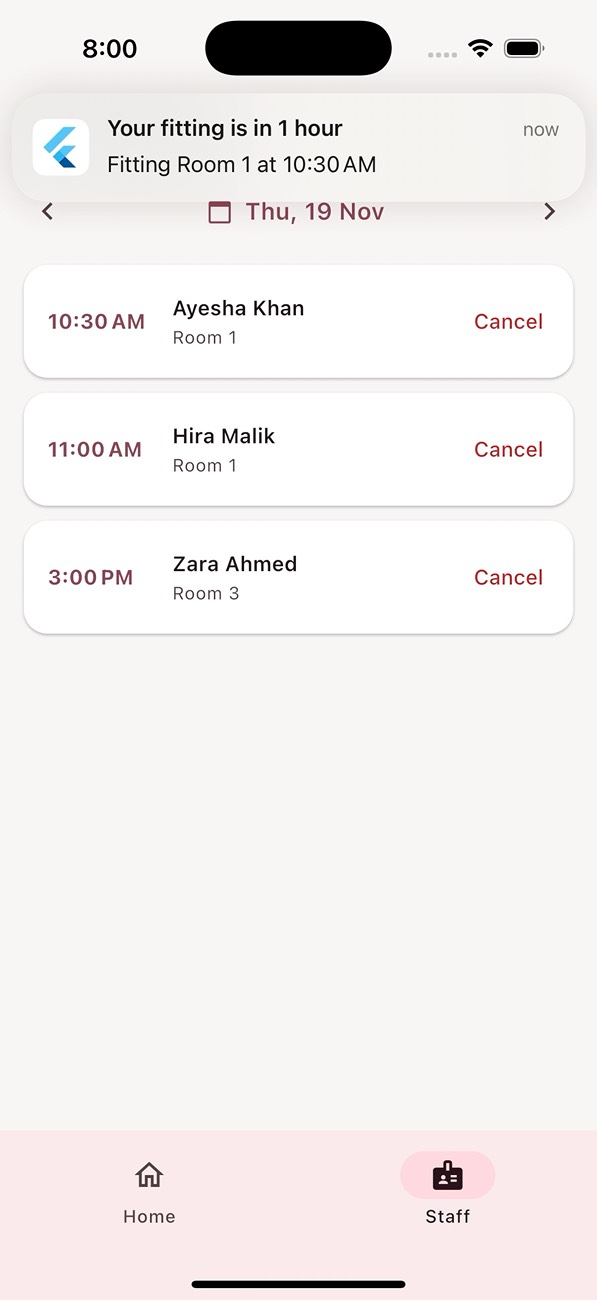 8:00
Your fitting is in 1 hour
now
Fitting Room 1 at 10:30 AM
Thu, 19 Nov
10:30 AM
Ayesha Khan
Room 1
Cancel
11:00 AM
Hira Malik
Room 1
Cancel
3:00 PM
Zara Ahmed
Room 3
Cancel
Home
Staff